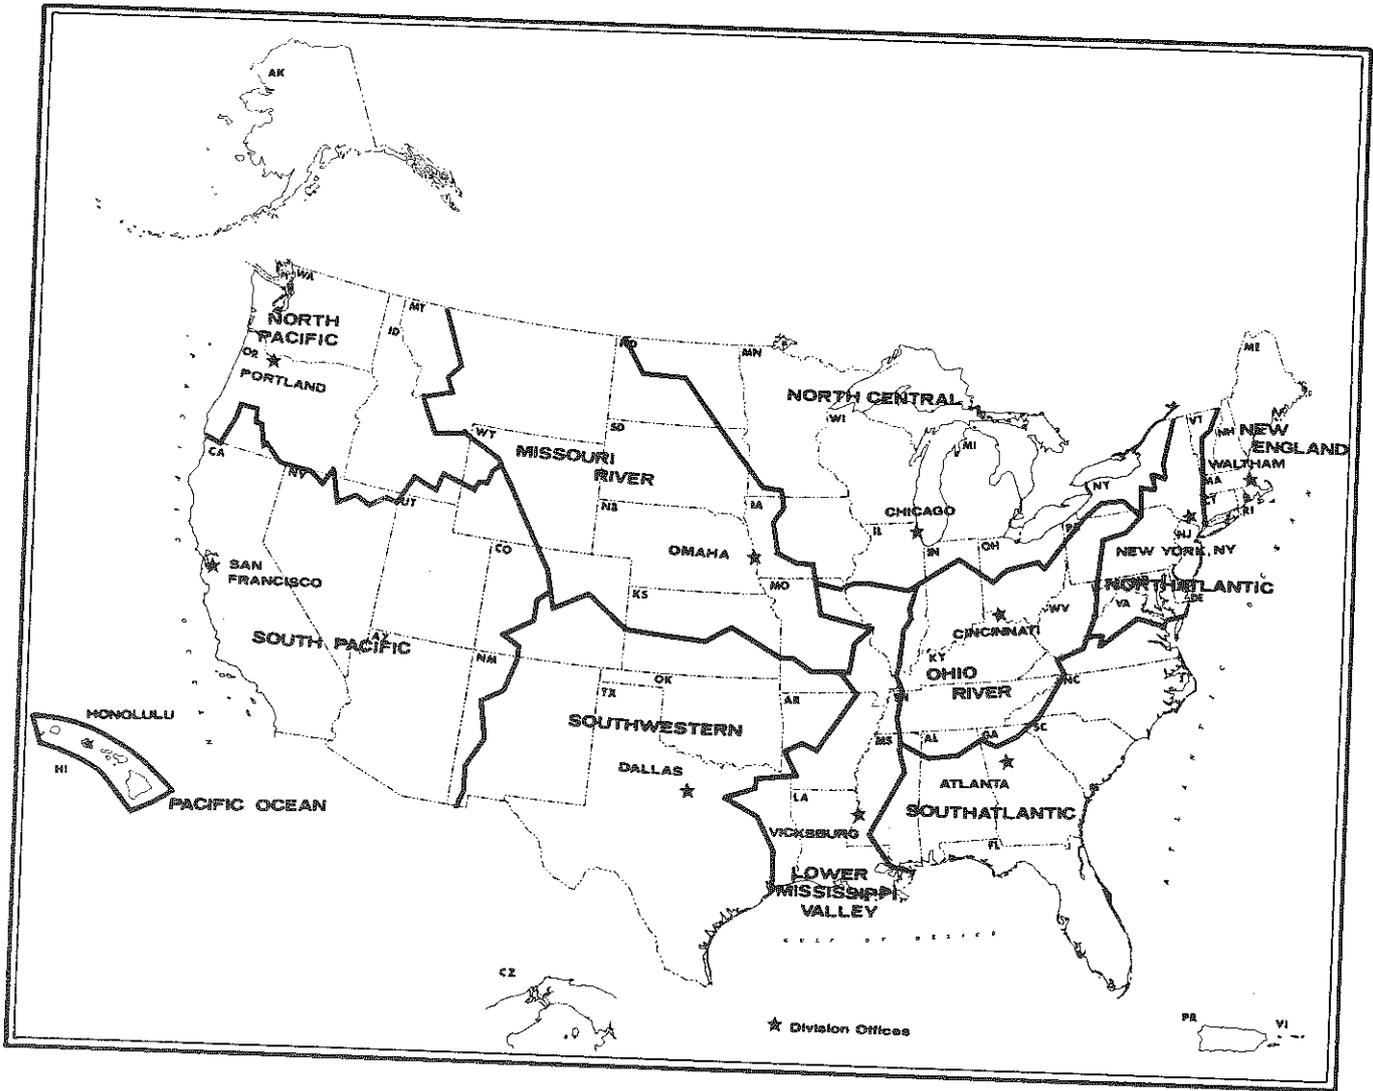 AK
WA
MT
NORTH
PACIFIC
ID
OR
PORTLAND
ND
MN
ME
NORTH CENTRAL
WI
VT
NH
NEW
ENGLAND
CA
WY
SD
MI
MISSOURI
RIVER
WALTHAM
NV
MA
UT
NB
IA
NY
CT
RI
CHICAGO
IL
PA
NJ
CO
OMAHA
IN
OH
NEW YORK, NY
SAN
FRANCISCO
MO
NORTHATLANTIC
KS
DE
VA
WV
CINCINNATI
SOUTH PACIFIC
AZ
NM
KY
OHIO
RIVER
OK
NC
TX
AR
TN
HONOLULU
SOUTHWESTERN
MS
AL
GA
SC
HI
DALLAS
ATLANTA
PACIFIC OCEAN
LA
SOUTHATLANTIC
VICKSBURG
FL
LOWER
MISSISSIPPI
VALLEY
GULF OF MEXICO
CZ
PR
VI
Division Offices